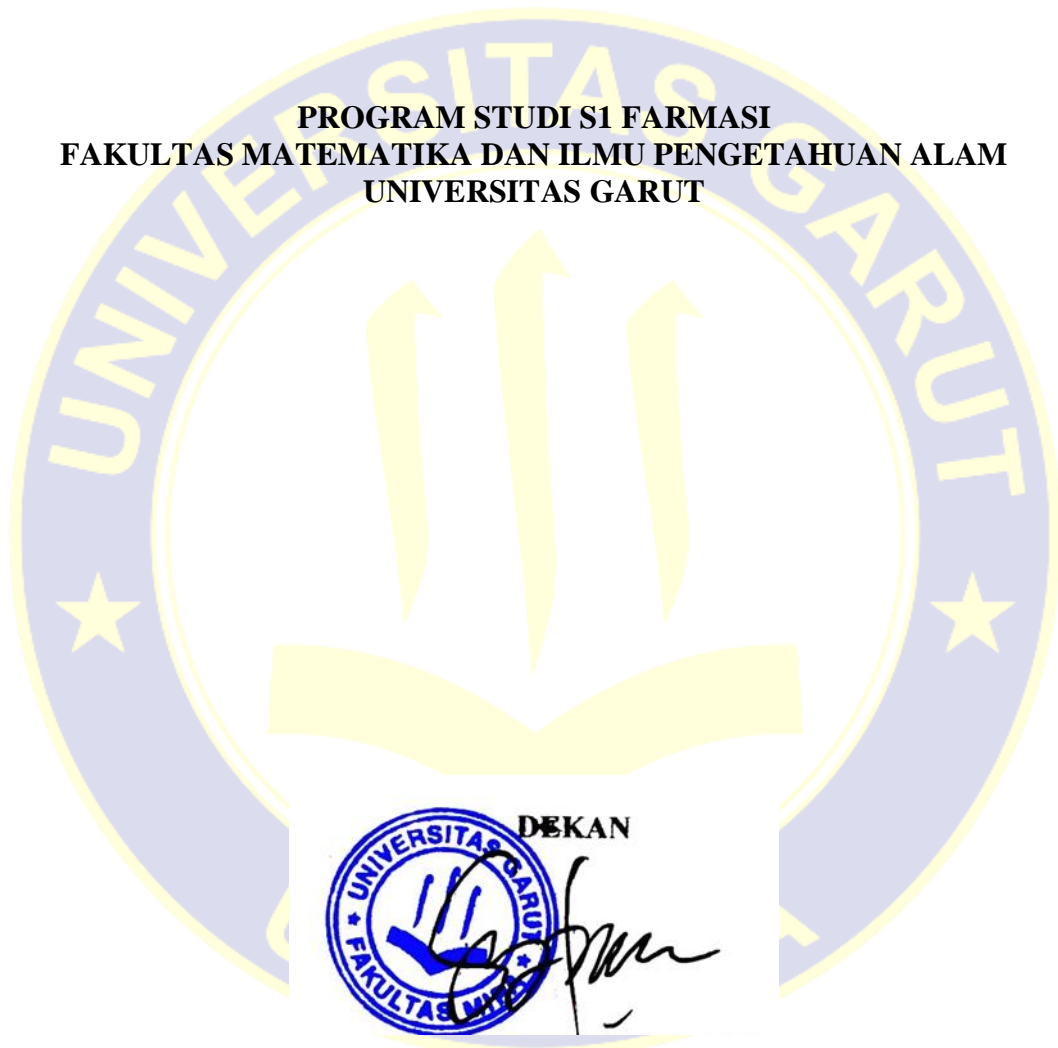 PROGRAM STUDI S1 FARMASI
FAKULTAS MATEMATIKA DAN ILMU PENGETAHUAN ALAM
UNIVERSITAS GARUT
UNIVERSITAS GARUT
DEKAN
UNIVERSITAS GARUT
FAKULTAS MIPA